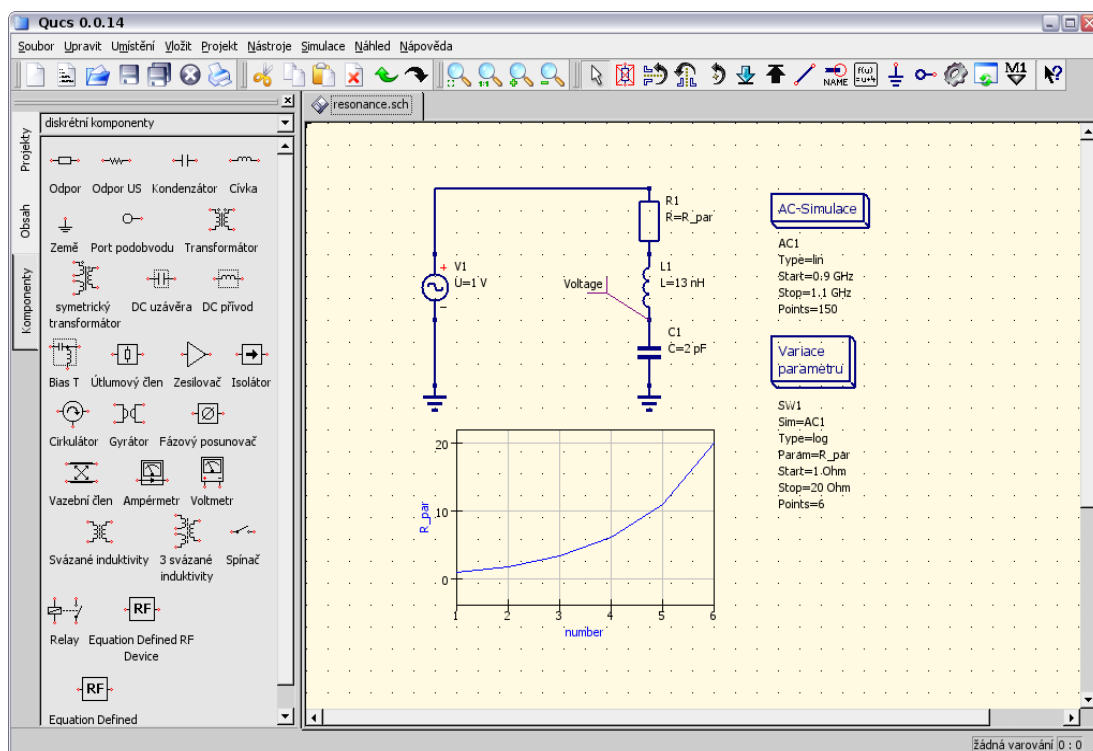 Qucs 0.0.14
Soubor Upravit Umístění Vložit Projekt Nástroje Simulace Náhled Nápověda
1:1
NAME
f(u)
=u+4
M1
resonance.sch
Projekty
Obsah
Komponenty
diskrétní komponenty
Odpor Odpor US Kondenzátor Cívka
Země Port podobvodu Transformátor
symetrický
transformátor
DC uzávěra DC přívod
Bias T Útlumový člen Zesilovač Isolátor
Cirkulátor Gyrátor Fázový posunovač
Vazební člen Ampérmetr Voltmetr
Svázané induktivity 3 svázané
induktivity
Spínač
RF
Relay Equation Defined RF
Device
RF
Equation Defined
V1
U=1 V
R1
R=R_par
L1
L=13 nH
Voltage
C1
C=2 pF
AC-Simulace
AC1
Type=lin
Start=0.9 GHz
Stop=1.1 GHz
Points=150
Variace
parametru
SW1
Sim=AC1
Type=log
Param=R_par
Start=1 Ohm
Stop=20 Ohm
Points=6
20
10
0
R_par
1 2 3 4 5 6
number
žádná varování 0 : 0